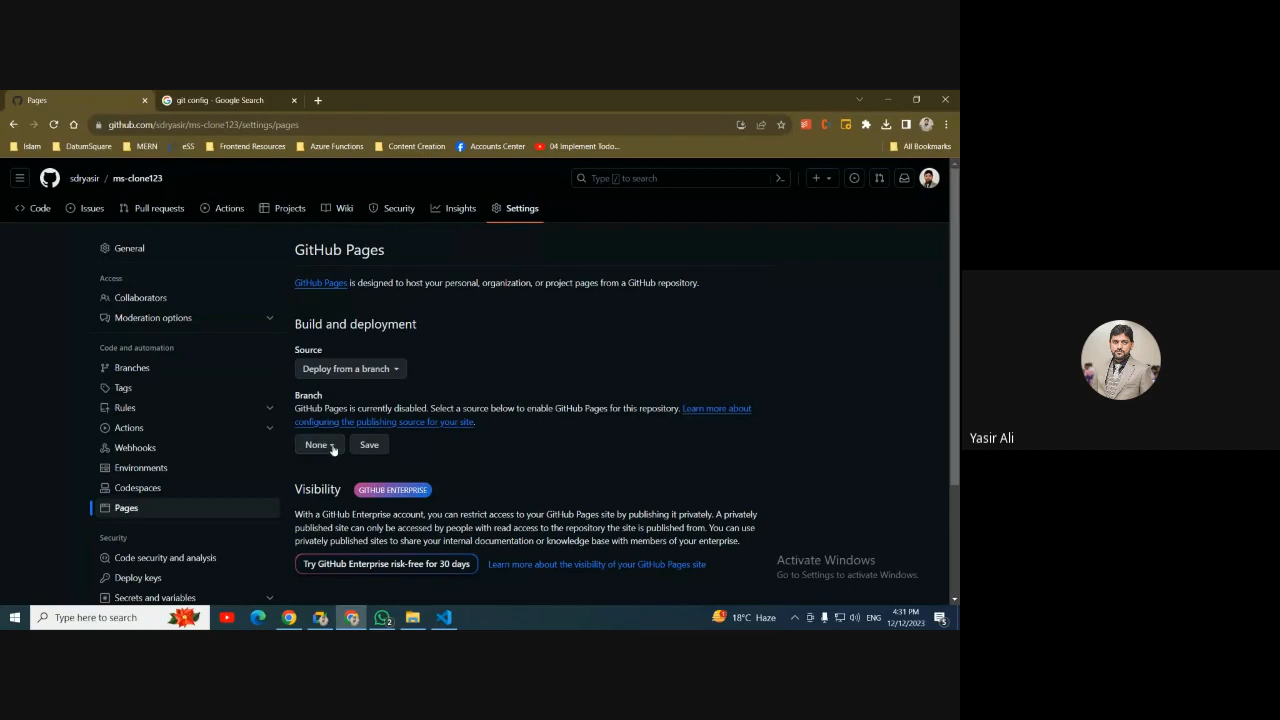 Pages
git config - Google Search
github.com/sdryasir/ms-clone123/settings/pages
Islam
DatumSquare
MERN
eSS
Frontend Resources
Azure Functions
Content Creation
Accounts Center
04 Implement Todo...
All Bookmarks
sdryasir / ms-clone123
Type / to search
Code
Issues
Pull requests
Actions
Projects
Wiki
Security
Insights
Settings
General
Access
Collaborators
Moderation options
Code and automation
Branches
Tags
Rules
Actions
Webhooks
Environments
Codespaces
Pages
Security
Code security and analysis
Deploy keys
Secrets and variables
GitHub Pages
GitHub Pages is designed to host your personal, organization, or project pages from a GitHub repository.
Build and deployment
Source
Deploy from a branch
Branch
GitHub Pages is currently disabled. Select a source below to enable GitHub Pages for this repository. Learn more about
configuring the publishing source for your site.
None
Save
Visibility
GITHUB ENTERPRISE
With a GitHub Enterprise account, you can restrict access to your GitHub Pages site by publishing it privately. A privately
published site can only be accessed by people with read access to the repository the site is published from. You can use
privately published sites to share your internal documentation or knowledge base with members of your enterprise.
Try GitHub Enterprise risk-free for 30 days
Learn more about the visibility of your GitHub Pages site
Activate Windows
Go to Settings to activate Windows.
Type here to search
2
18°C Haze
ENG
4:31 PM
12/12/2023
5
Yasir Ali